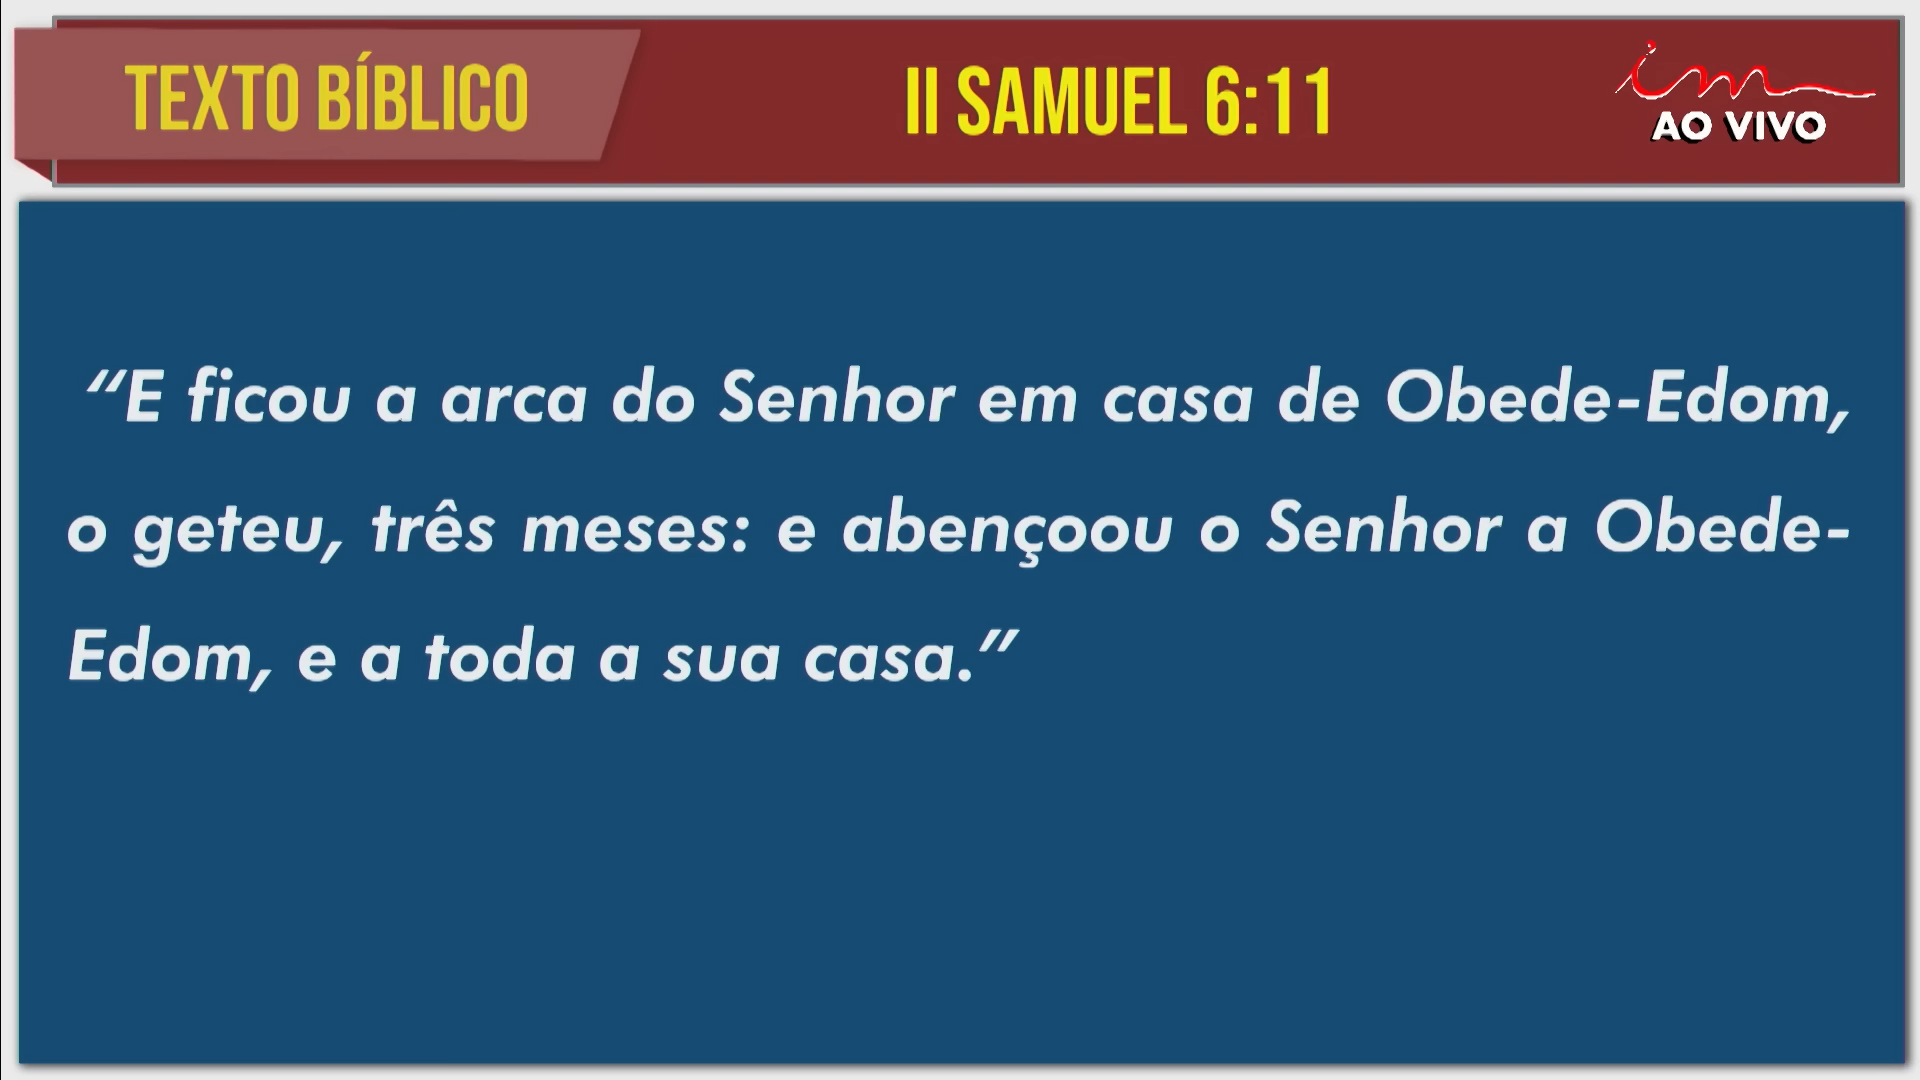 TEXTO BÍBLICO
II SAMUEL 6:11
im
AO VIVO
“E ficou a arca do Senhor em casa de Obede-Edom,
o geteu, três meses: e abençoou o Senhor a Obede-
Edom, e a toda a sua casa.”